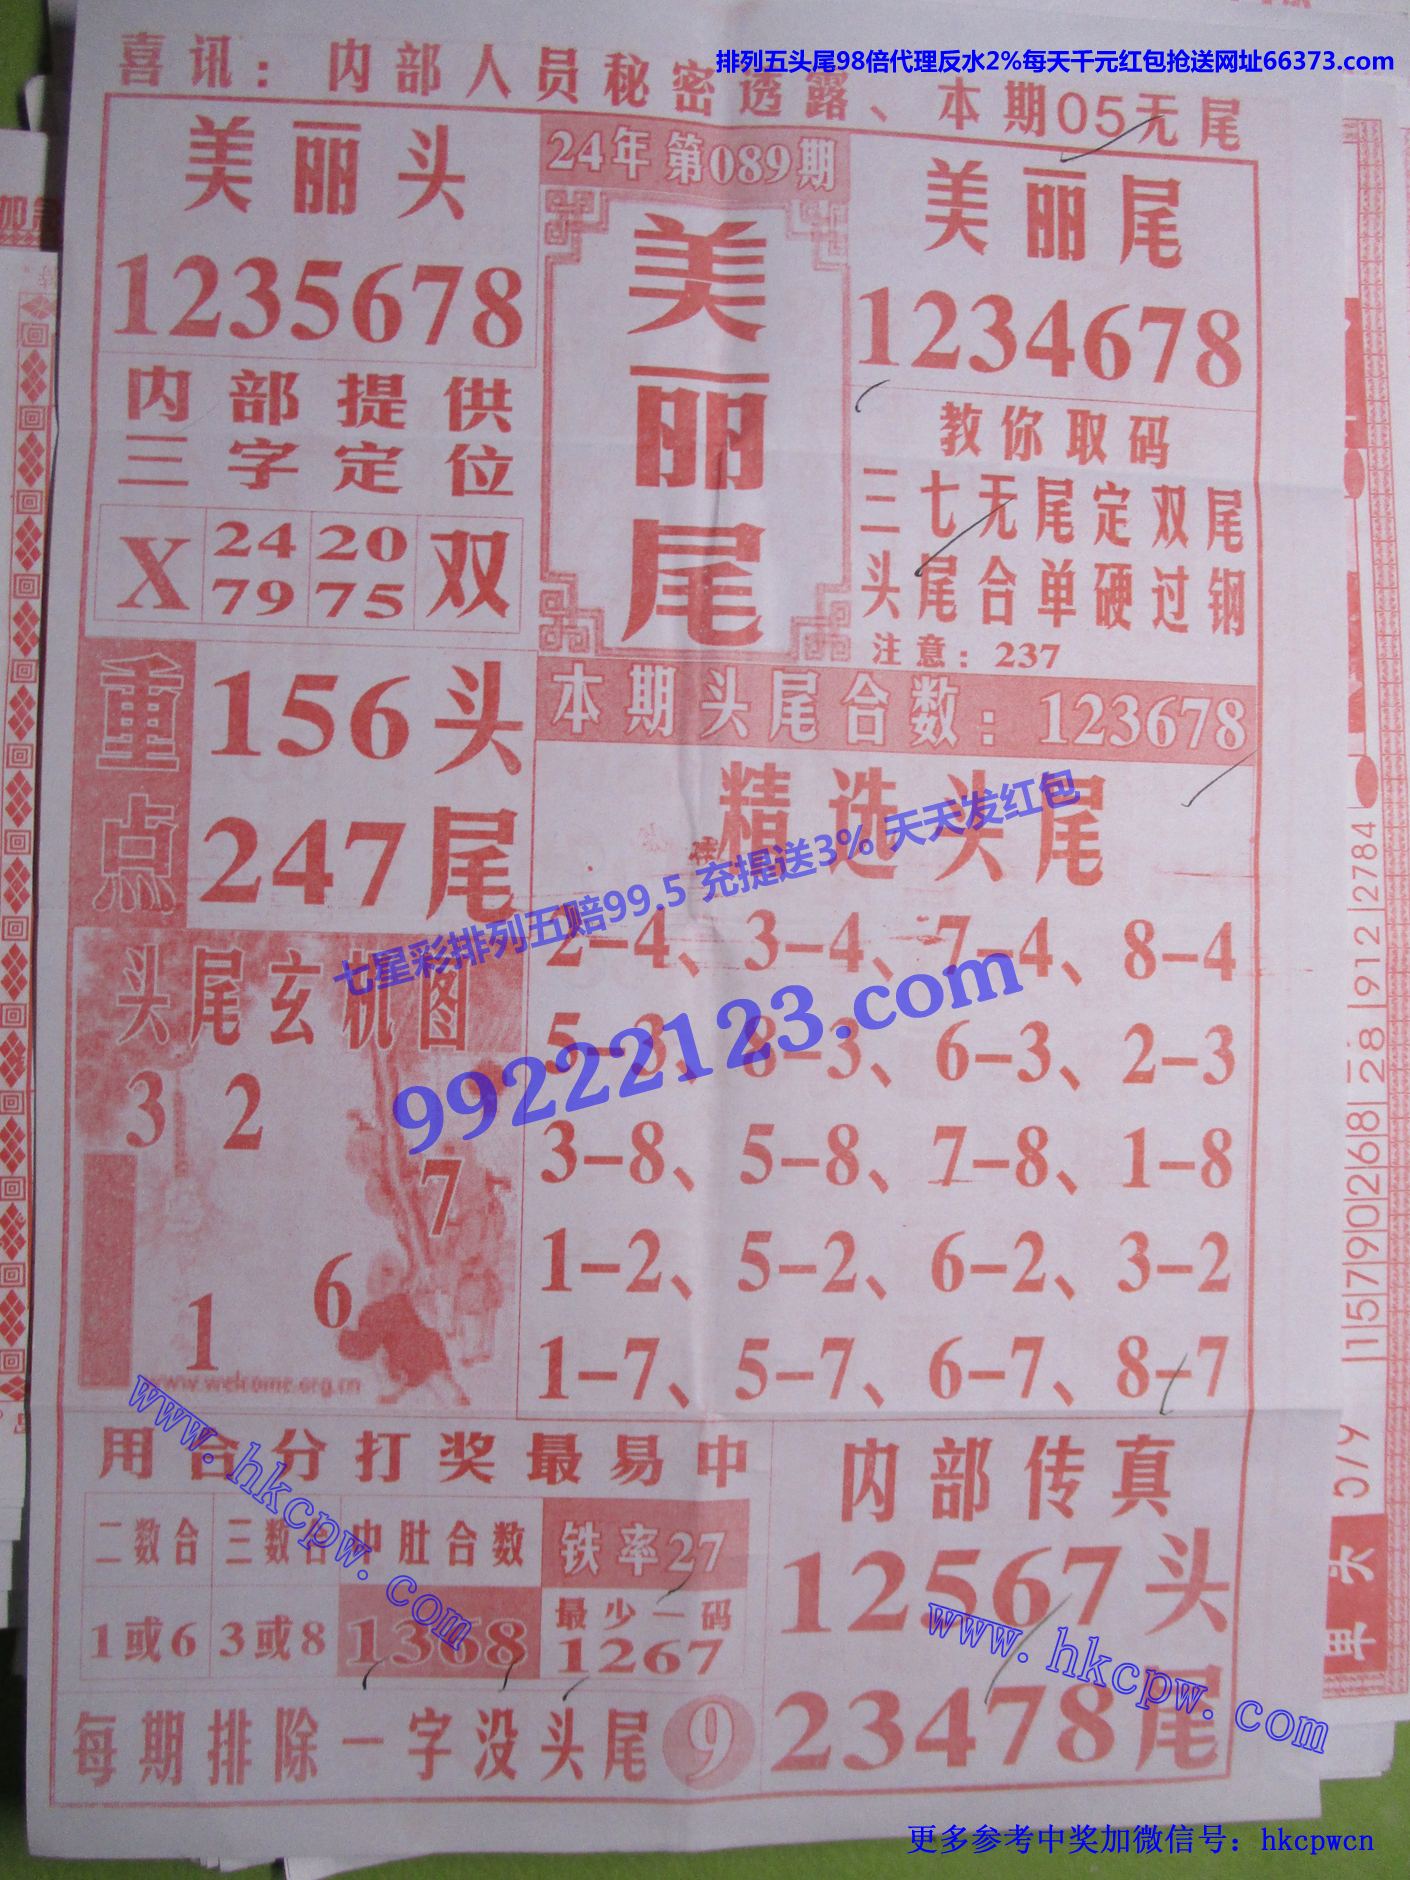 排列五头尾98倍代理反水2%每天千元红包抢送网址66373.com
喜讯：内部人员秘密透露、本期05无尾
美丽头
1235678
24年第089期
美丽尾
美丽尾
1234678
内部提供
三字定位
X 24 20 双
79 75
教你取码
三七无尾定双尾
头尾合单硬过钢
注意：237
重点
156头
247尾
本期头尾合数：123678
精选头尾
2-4、3-4、7-4、8-4
5-3、8-3、6-3、2-3
3-8、5-8、7-8、1-8
1-2、5-2、6-2、3-2
1-7、5-7、6-7、8-7
七星彩排列五赔99.5 充提送3% 天天发红包
99222123.com
头尾玄机图
3 2
7
6
1
www.welcome.org.cn
用合分打奖最易中
二数合 三数合 中肚合数 铁率27
1或6 3或8 1368 最少一码
1267
每期排除一字没头尾 9
内部传真
12567头
23478尾
www.hkcpw.com
www.hkcpw.com
更多参考中奖加微信号：hkcpwcn
2784
912
28
15790268
单头